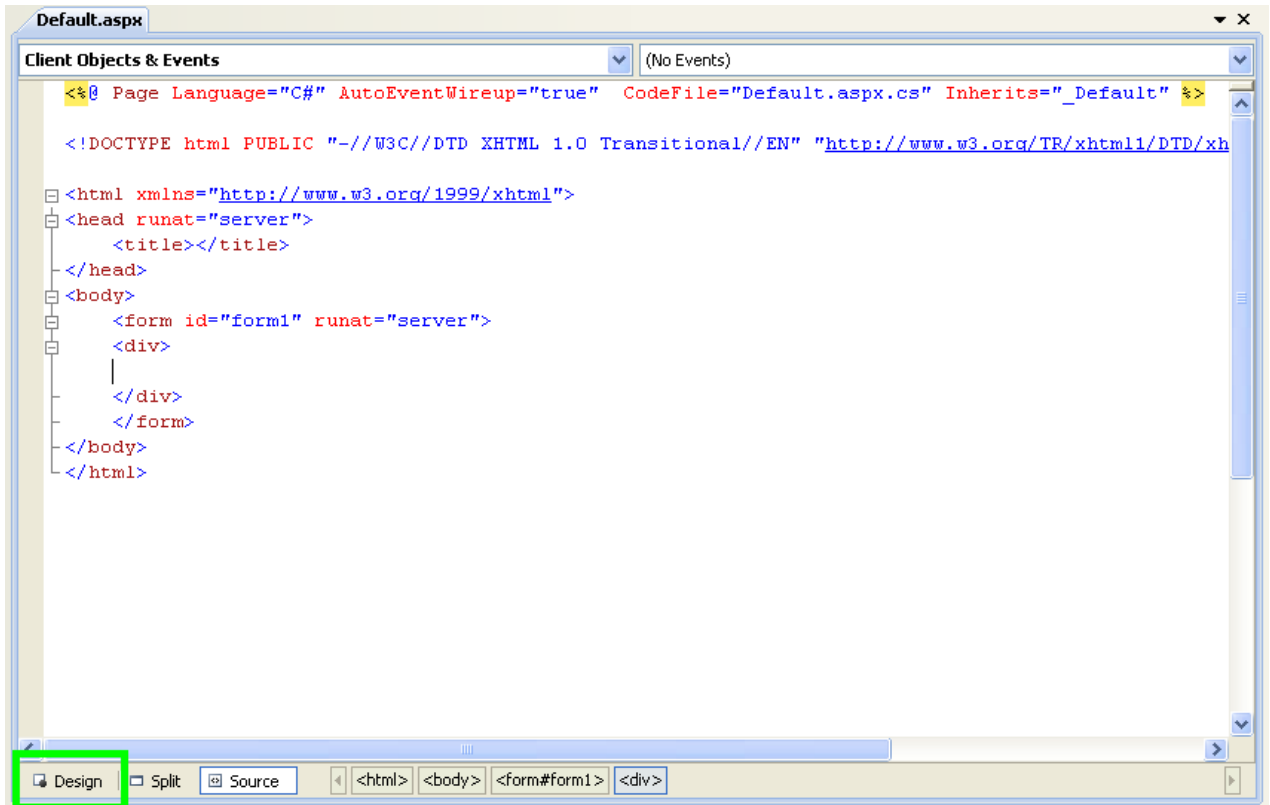 Default.aspx
Client Objects & Events (No Events)
<%@ Page Language="C#" AutoEventWireup="true"  CodeFile="Default.aspx.cs" Inherits="_Default" %>
<!DOCTYPE html PUBLIC "-//W3C//DTD XHTML 1.0 Transitional//EN" "http://www.w3.org/TR/xhtml1/DTD/xh
<html xmlns="http://www.w3.org/1999/xhtml">
<head runat="server">
<title></title>
</head>
<body>
<form id="form1" runat="server">
<div>
</div>
</form>
</body>
</html>
Design Split Source <html> <body> <form#form1> <div>